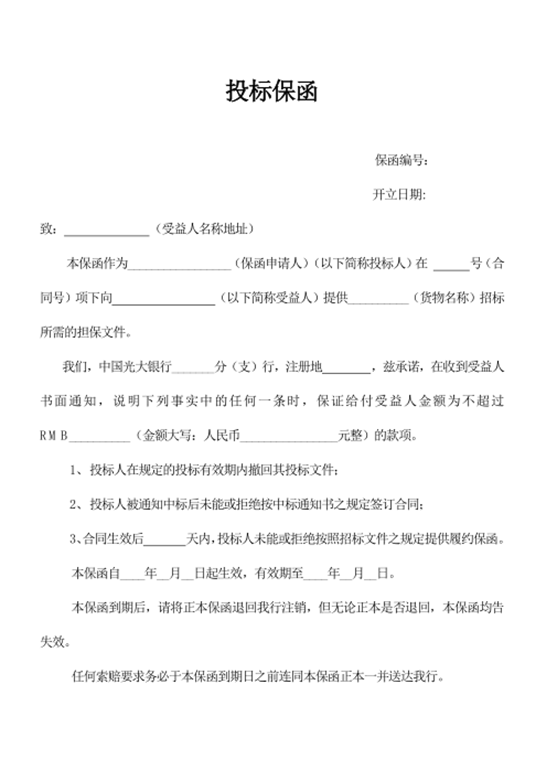 投标保函
保函编号：
开立日期:
致：____________（受益人名称地址）
本保函作为_______________（保函申请人）（以下简称投标人）在 _____号（合
同号）项下向_______________（以下简称受益人）提供_________（货物名称）招标
所需的担保文件。
我们，中国光大银行______分（支）行，注册地_______，兹承诺，在收到受益人
书面通知，说明下列事实中的任何一条时，保证给付受益人金额为不超过
RMB_________（金额大写：人民币______________元整）的款项。
1、 投标人在规定的投标有效期内撤回其投标文件；
2、 投标人被通知中标后未能或拒绝按中标通知书之规定签订合同；
3、合同生效后______天内，投标人未能或拒绝按照招标文件之规定提供履约保函。
本保函自____年__月__日起生效，有效期至____年__月__日。
本保函到期后，请将正本保函退回我行注销，但无论正本是否退回，本保函均告
失效。
任何索赔要求务必于本保函到期日之前连同本保函正本一并送达我行。